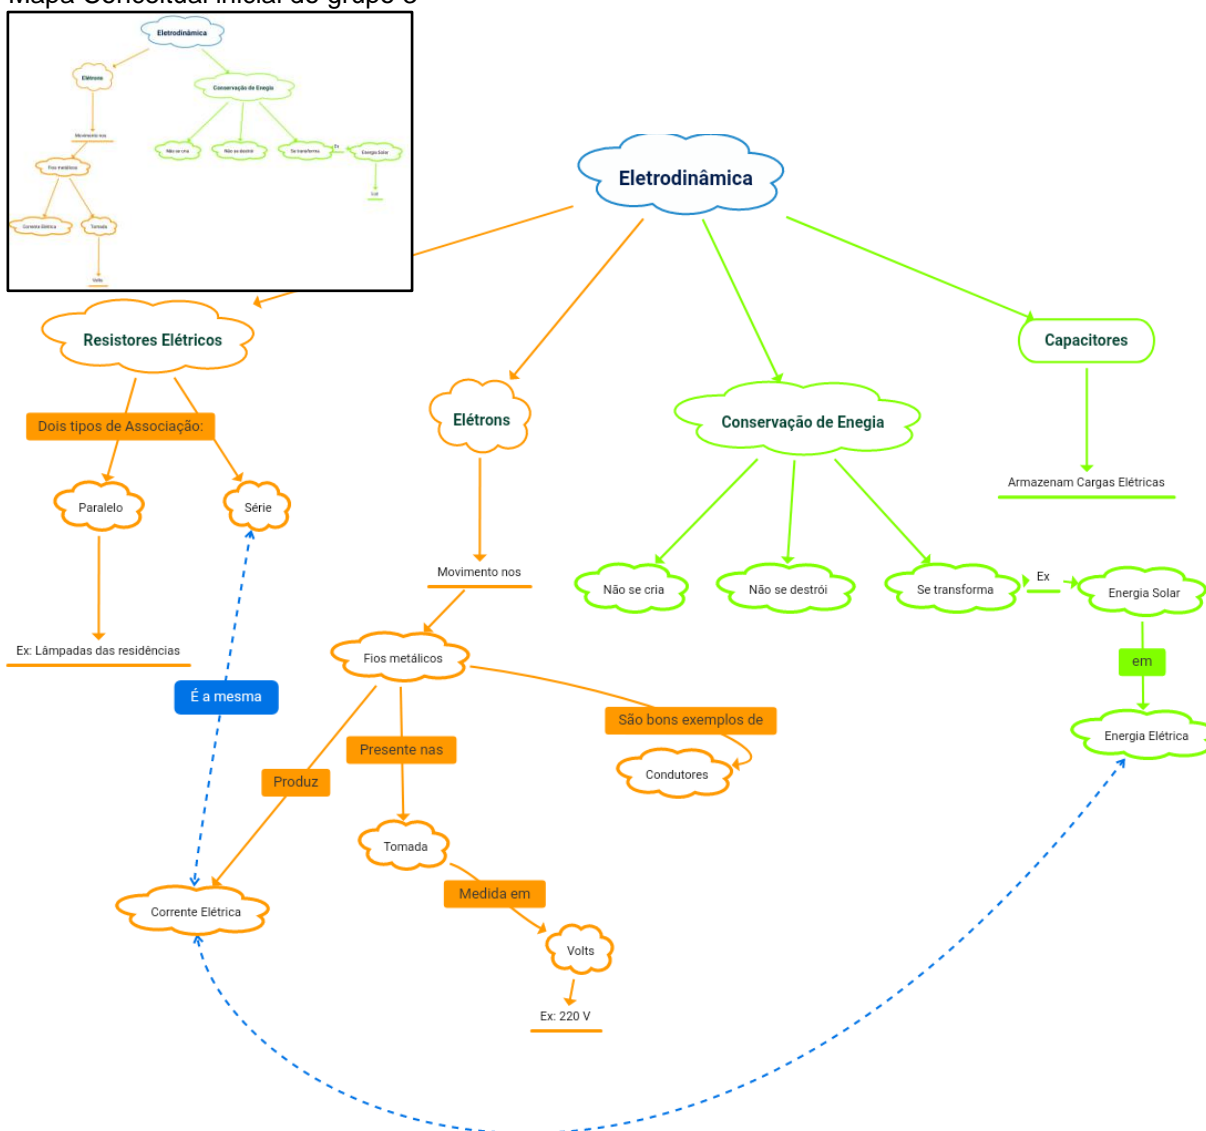 Mapa Conceitual inicial do grupo
Eletrodinâmica
Elétrons
Conservação de Enegia
Movimento nos
Não se cria
Não se destrói
Se transforma
Ex
Energia Solar
Fios metálicos
Corrente Elétrica
Tomada
Volts
Eletrodinâmica
Resistores Elétricos
Capacitores
Elétrons
Conservação de Enegia
Dois tipos de Associação:
Armazenam Cargas Elétricas
Paralelo
Série
Movimento nos
Não se cria
Não se destrói
Se transforma
Ex
Energia Solar
Ex: Lâmpadas das residências
Fios metálicos
em
É a mesma
São bons exemplos de
Energia Elétrica
Presente nas
Condutores
Produz
Tomada
Medida em
Corrente Elétrica
Volts
Ex: 220 V